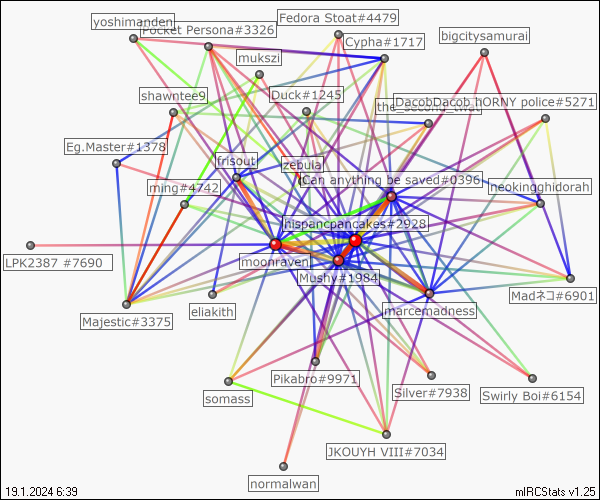 yoshimanden
Fedora Stoat#4479
Pocket Persona#3326
Cypha#1717
bigcitysamurai
mukszi
shawntee9
Duck#1245
the_second_twat
DacobDacob hORNY police#5271
Eg.Master#1378
frisout
zebula
Can anything be saved#0396
ming#4742
neokingghidorah
hispancpancakes#2928
LPK2387 #7690
moonraven
Mushy#1984
Madネコ#6901
Majestic#3375
eliakith
marcemadness
Pikabro#9971
somass
Silver#7938
Swirly Boi#6154
JKOUYH VIII#7034
normalwan
19.1.2024 6:39
mIRCStats v1.25